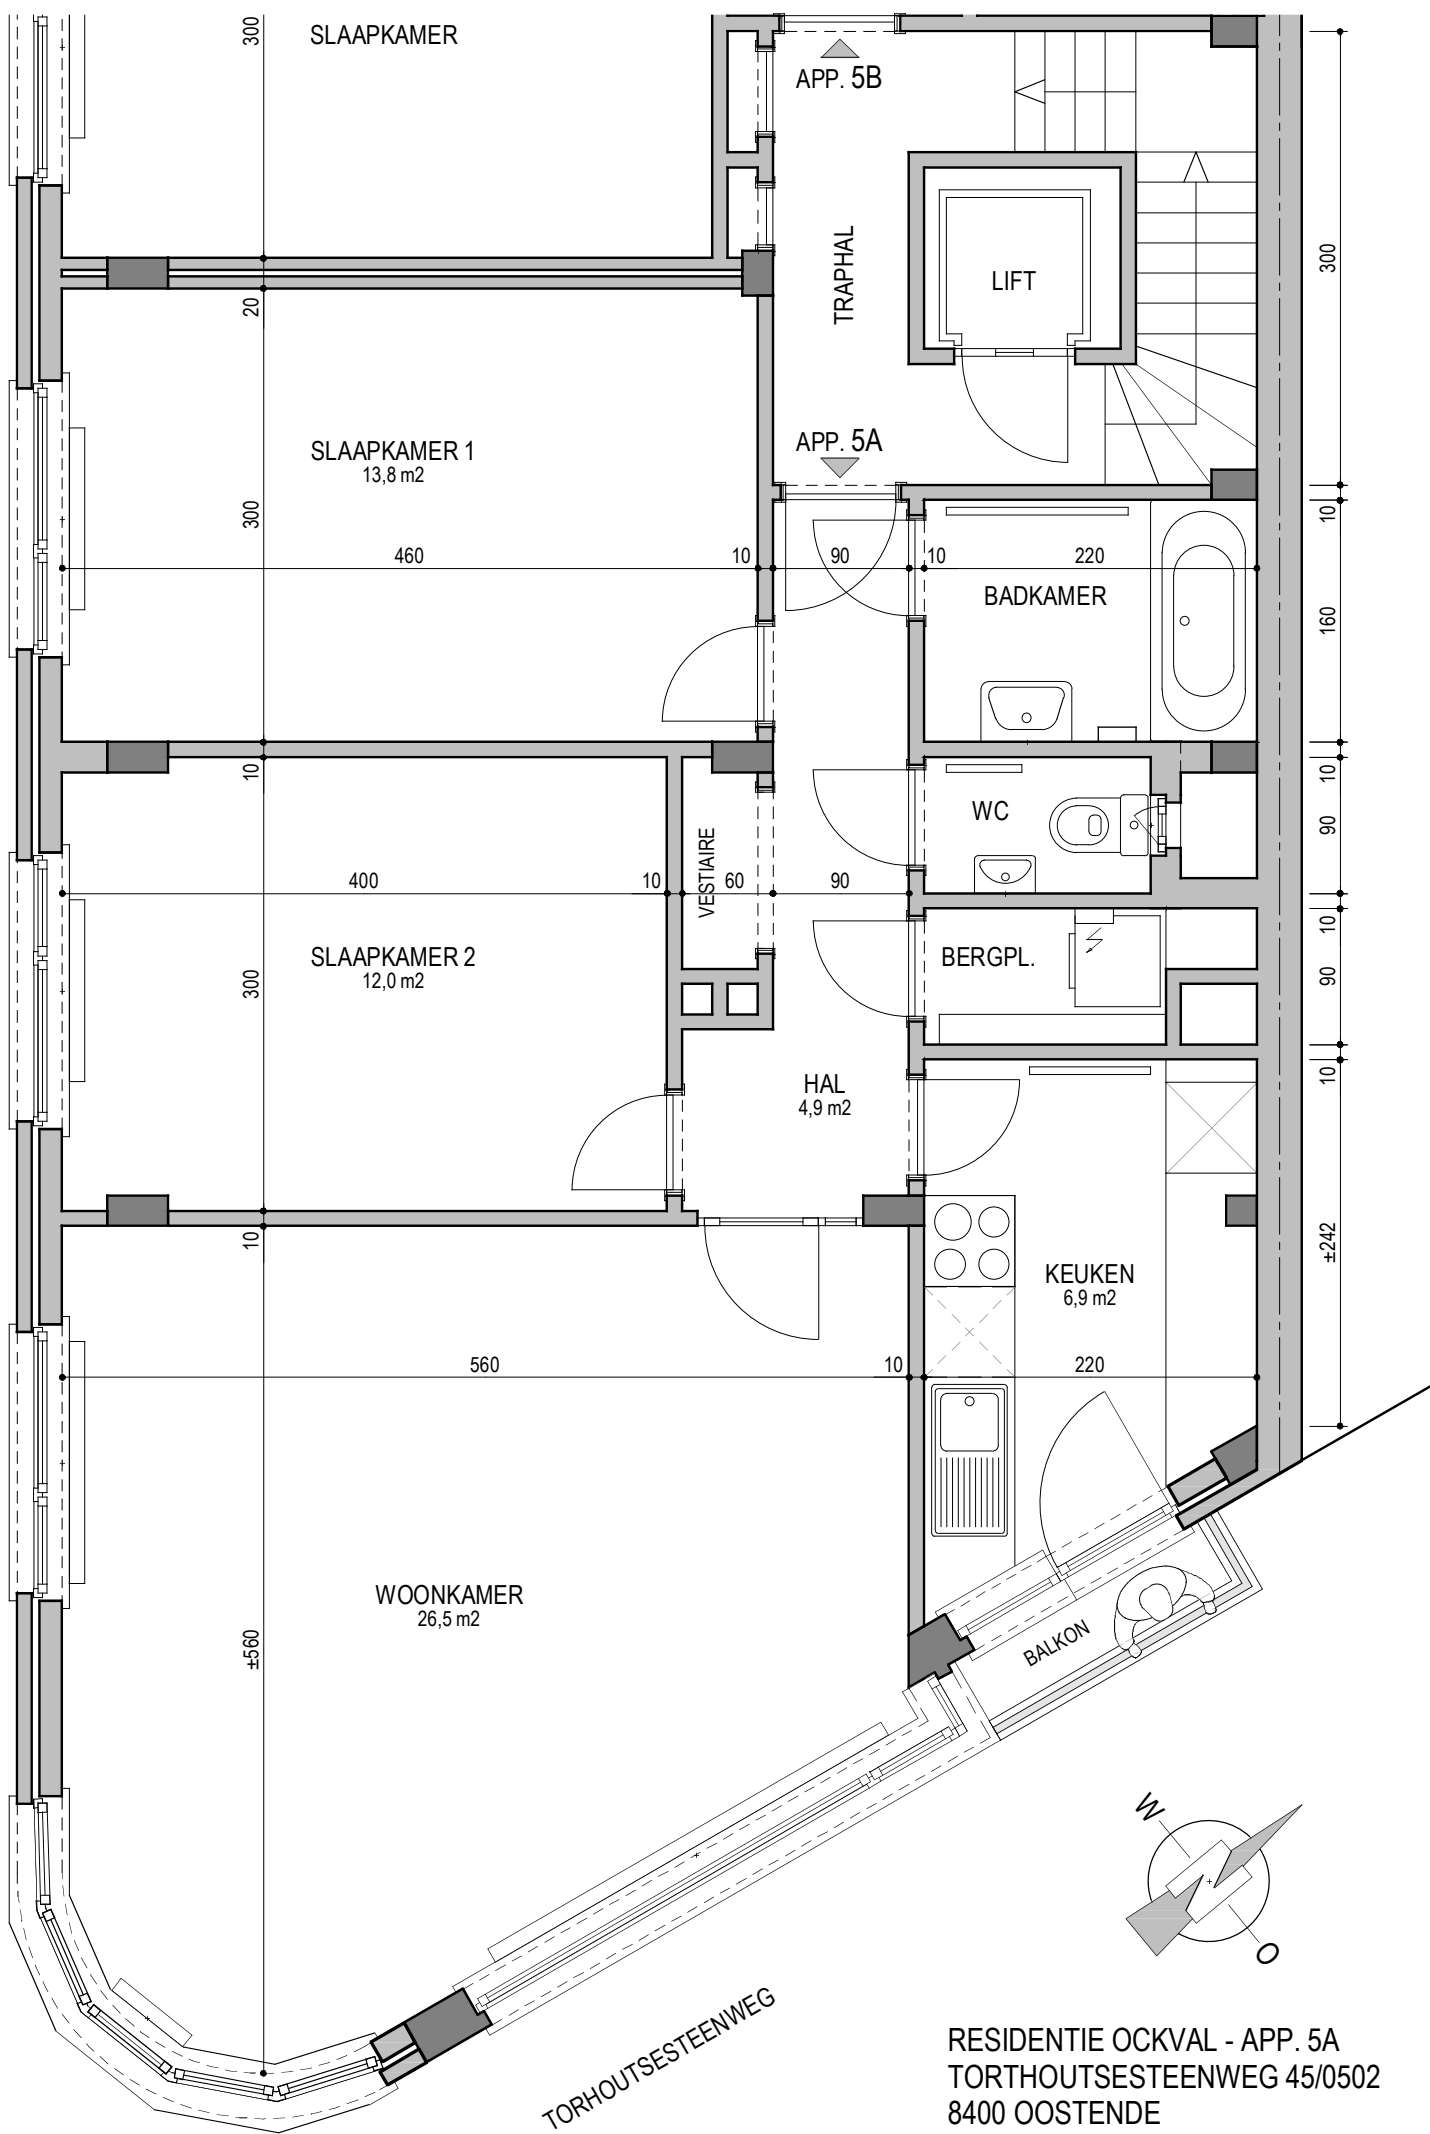 300
SLAAPKAMER
APP. 5B
TRAPHAL
LIFT
300
20
APP. 5A
SLAAPKAMER 1
13,8 m2
300
460
10
90
10
220
10
BADKAMER
160
10
10
WC
90
VESTIAIRE
400
10
60
90
10
SLAAPKAMER 2
12,0 m2
300
BERGPL.
90
10
HAL
4,9 m2
10
±242
KEUKEN
6,9 m2
560
10
220
WOONKAMER
26,5 m2
±560
BALKON
W
O
TORHOUTSESTEENWEG
RESIDENTIE OCKVAL - APP. 5A
TORTHOUTSESTEENWEG 45/0502
8400 OOSTENDE